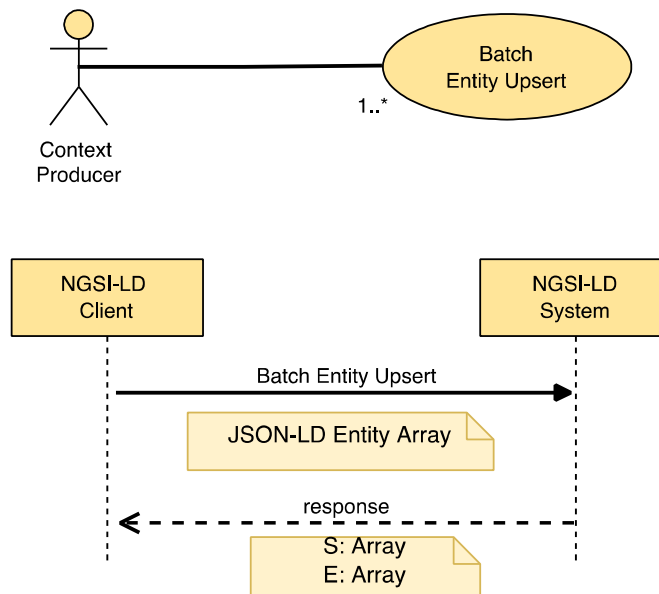 Batch
Entity Upsert
1..*
Context
Producer
NGSI-LD
Client
NGSI-LD
System
Batch Entity Upsert
JSON-LD Entity Array
response
S: Array
E: Array